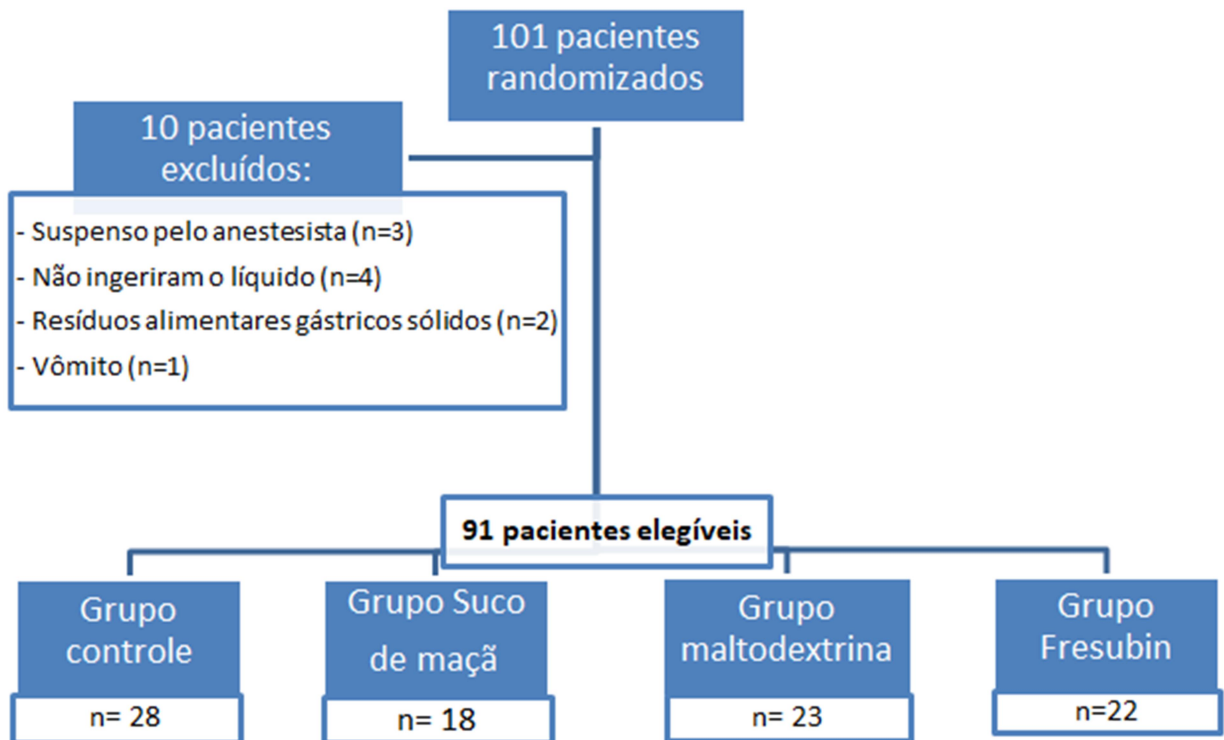 101 pacientes
randomizados
10 pacientes
excluídos:
- Suspenso pelo anestesista (n=3)
- Não ingeriram o líquido (n=4)
- Resíduos alimentares gástricos sólidos (n=2)
- Vômito (n=1)
91 pacientes elegíveis
Grupo
controle
n= 28
Grupo Suco
de maçã
n= 18
Grupo
maltodextrina
n= 23
Grupo
Fresubin
n=22